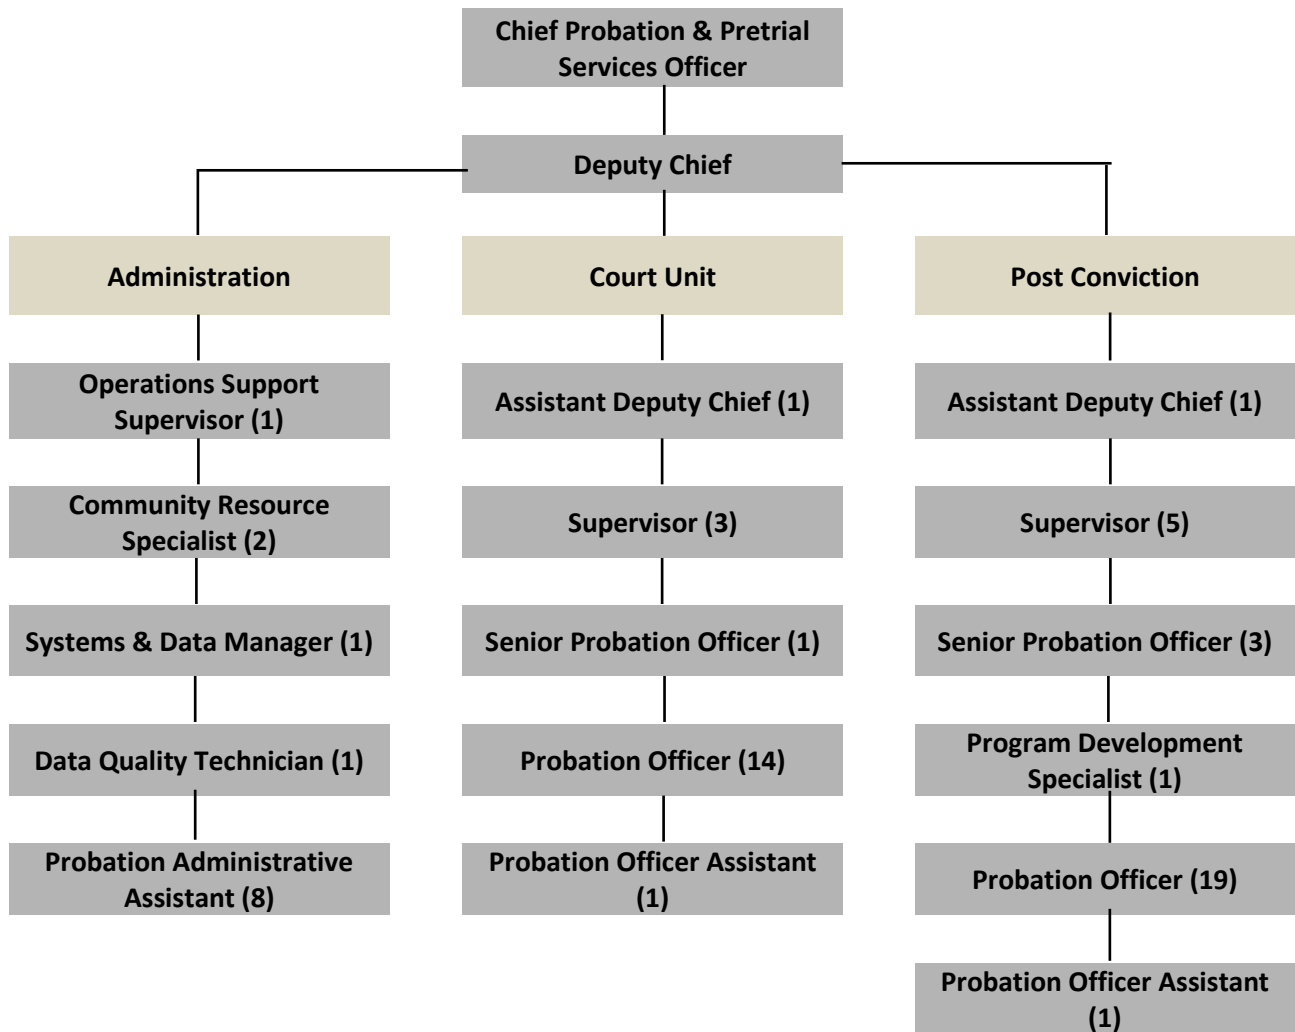 Chief Probation & Pretrial
Services Officer
Deputy Chief
Administration
Court Unit
Post Conviction
Operations Support
Supervisor (1)
Assistant Deputy Chief (1)
Assistant Deputy Chief (1)
Community Resource
Specialist (2)
Supervisor (3)
Supervisor (5)
Systems & Data Manager (1)
Senior Probation Officer (1)
Senior Probation Officer (3)
Data Quality Technician (1)
Probation Officer (14)
Program Development
Specialist (1)
Probation Administrative
Assistant (8)
Probation Officer Assistant
(1)
Probation Officer (19)
Probation Officer Assistant
(1)